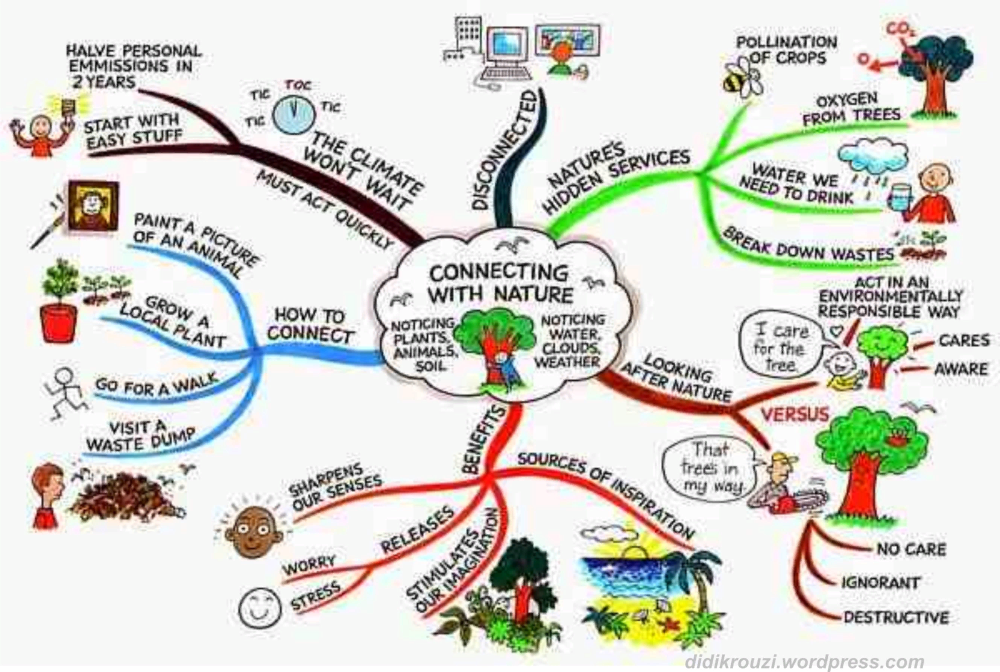 CONNECTING
WITH NATURE
NOTICING
PLANTS,
ANIMALS,
SOIL
NOTICING
WATER,
CLOUDS,
WEATHER
DISCONNECTED
NATURE'S
HIDDEN SERVICES
POLLINATION
OF CROPS
CO₂
O
OXYGEN
FROM TREES
WATER WE
NEED TO DRINK
BREAK DOWN WASTES
LOOKING
AFTER NATURE
ACT IN AN
ENVIRONMENTALLY
RESPONSIBLE WAY
I care
for the
tree
CARES
AWARE
VERSUS
That
tree's in
my way.
NO CARE
IGNORANT
DESTRUCTIVE
BENEFITS
SOURCES OF INSPIRATION
STIMULATES
OUR IMAGINATION
RELEASES
WORRY
STRESS
SHARPENS
OUR SENSES
HOW TO
CONNECT
PAINT A PICTURE
OF AN ANIMAL
GROW A
LOCAL PLANT
GO FOR A WALK
VISIT A
WASTE DUMP
THE CLIMATE
WON'T WAIT
MUST ACT QUICKLY
TIC
TIC
TOC
TIC
HALVE PERSONAL
EMMISSIONS IN
2 YEARS
START WITH
EASY STUFF
didikrouzi.wordpress.com